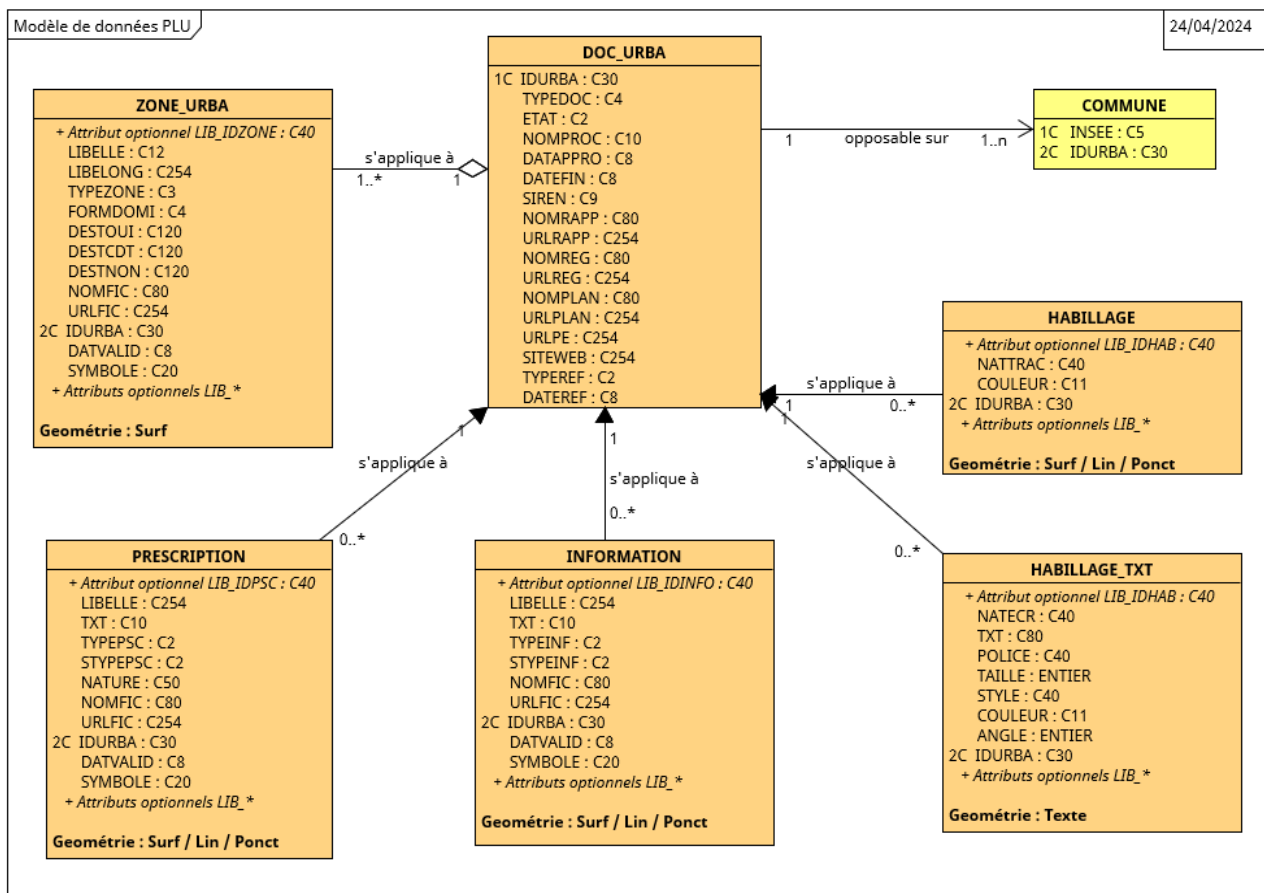 Modèle de données PLU
24/04/2024
DOC_URBA
1C IDURBA : C30
TYPEDOC : C4
ETAT : C2
NOMPROC : C10
DATAPPRO : C8
DATEFIN : C8
SIREN : C9
NOMRAPP : C80
URLRAPP : C254
NOMREG : C80
URLREG : C254
NOMPLAN : C80
URLPLAN : C254
URLPE : C254
SITEWEB : C254
TYPEREF : C2
DATEREF : C8
ZONE_URBA
+ Attribut optionnel LIB_IDZONE : C40
LIBELLE : C12
LIBELONG : C254
TYPEZONE : C3
FORMDOMI : C4
DESTOUI : C120
DESTCDT : C120
DESTNON : C120
NOMFIC : C80
URLFIC : C254
2C IDURBA : C30
DATVALID : C8
SYMBOLE : C20
+ Attributs optionnels LIB_*
Geométrie : Surf
s'applique à
1..* 1
COMMUNE
1C INSEE : C5
2C IDURBA : C30
1 opposable sur 1..n
HABILLAGE
+ Attribut optionnel LIB_IDHAB : C40
NATTRAC : C40
COULEUR : C11
2C IDURBA : C30
+ Attributs optionnels LIB_*
Geométrie : Surf / Lin / Ponct
s'applique à
1 0..*
1
s'applique à
0..*
1
s'applique à
0..*
1
s'applique à
0..*
PRESCRIPTION
+ Attribut optionnel LIB_IDPSC : C40
LIBELLE : C254
TXT : C10
TYPEPSC : C2
STYPEPSC : C2
NATURE : C50
NOMFIC : C80
URLFIC : C254
2C IDURBA : C30
DATVALID : C8
SYMBOLE : C20
+ Attributs optionnels LIB_*
Geométrie : Surf / Lin / Ponct
INFORMATION
+ Attribut optionnel LIB_IDINFO : C40
LIBELLE : C254
TXT : C10
TYPEINF : C2
STYPEINF : C2
NOMFIC : C80
URLFIC : C254
2C IDURBA : C30
DATVALID : C8
SYMBOLE : C20
+ Attributs optionnels LIB_*
Geométrie : Surf / Lin / Ponct
HABILLAGE_TXT
+ Attribut optionnel LIB_IDHAB : C40
NATECR : C40
TXT : C80
POLICE : C40
TAILLE : ENTIER
STYLE : C40
COULEUR : C11
ANGLE : ENTIER
2C IDURBA : C30
+ Attributs optionnels LIB_*
Geométrie : Texte